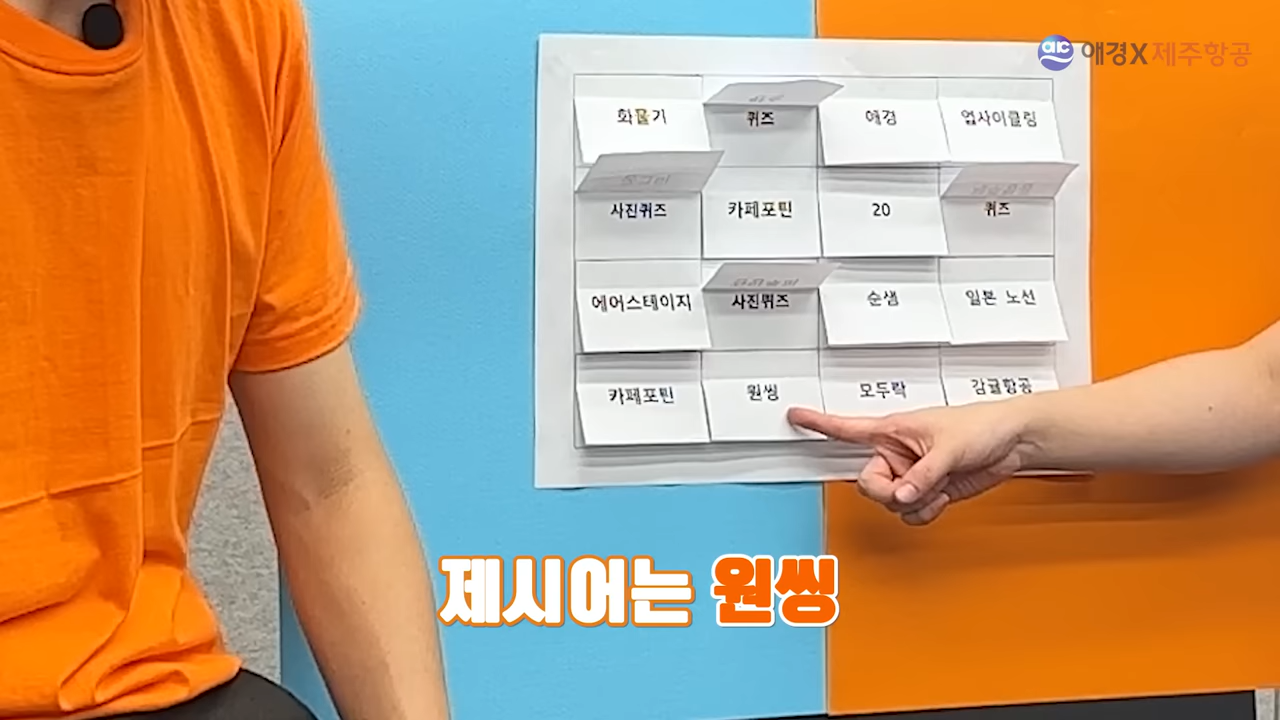 애경X제주항공
화물기 퀴즈 애경 업사이클링
사진퀴즈 카페포틴 20 퀴즈
에어스테이지 사진퀴즈 순샘 일본 노선
카페포틴 원씽 모두락 감귤항공
제시어는 원씽